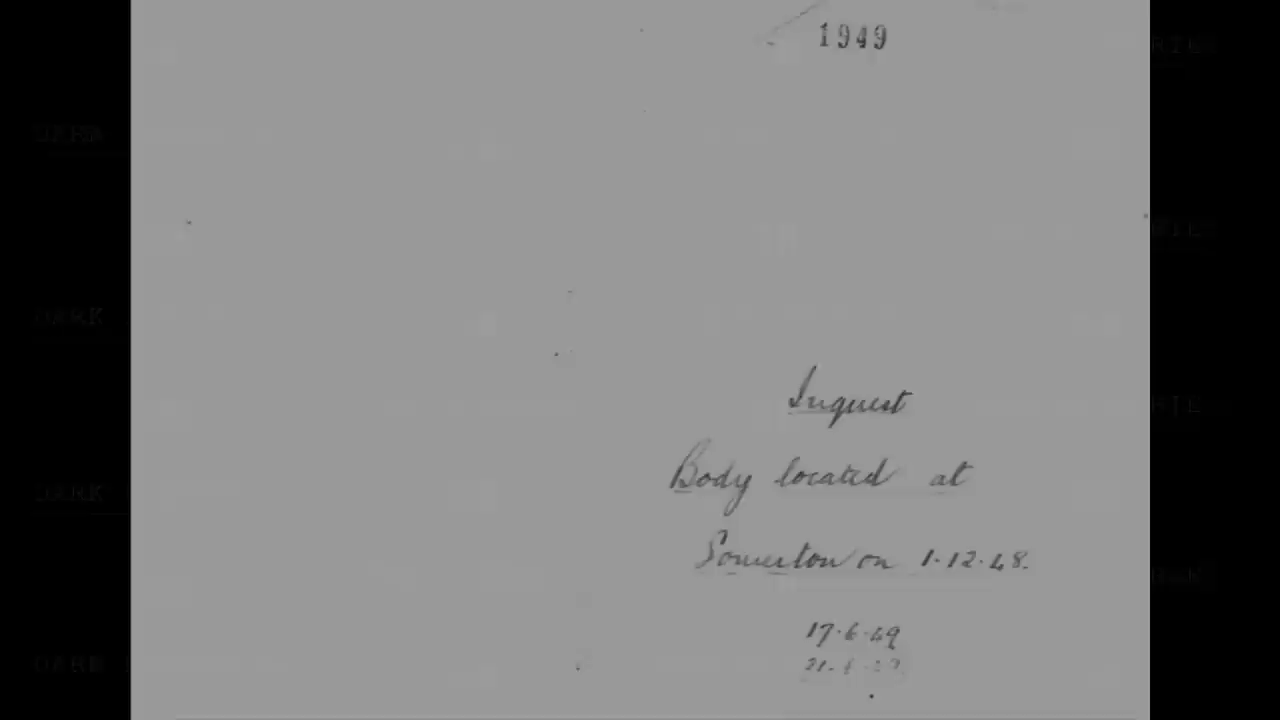 1949
Inquest
Body located at
Somerton on 1.12.48.
17.6.49